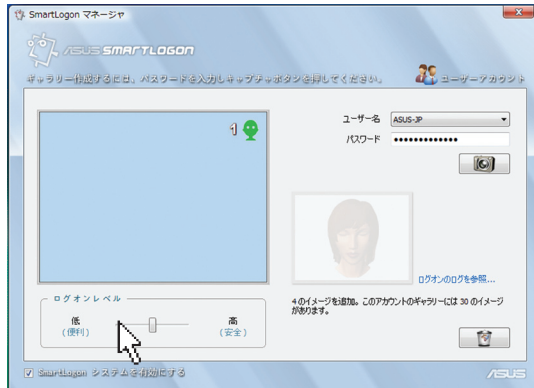 SmartLogon マネージャ
ASUS SMARTLOGON
ギャラリー作成するには、パスワードを入力しキャプチャボタンを押してください。
ユーザーアカウント
1
ユーザー名 ASUS-JP
パスワード •••••••••••••
ログオンのログを参照...
ログオンレベル
低 高
(便利) (安全)
4のイメージを追加。このアカウントのギャラリーには 30 のイメージ
があります。
SmartLogon システムを有効にする
ASUS